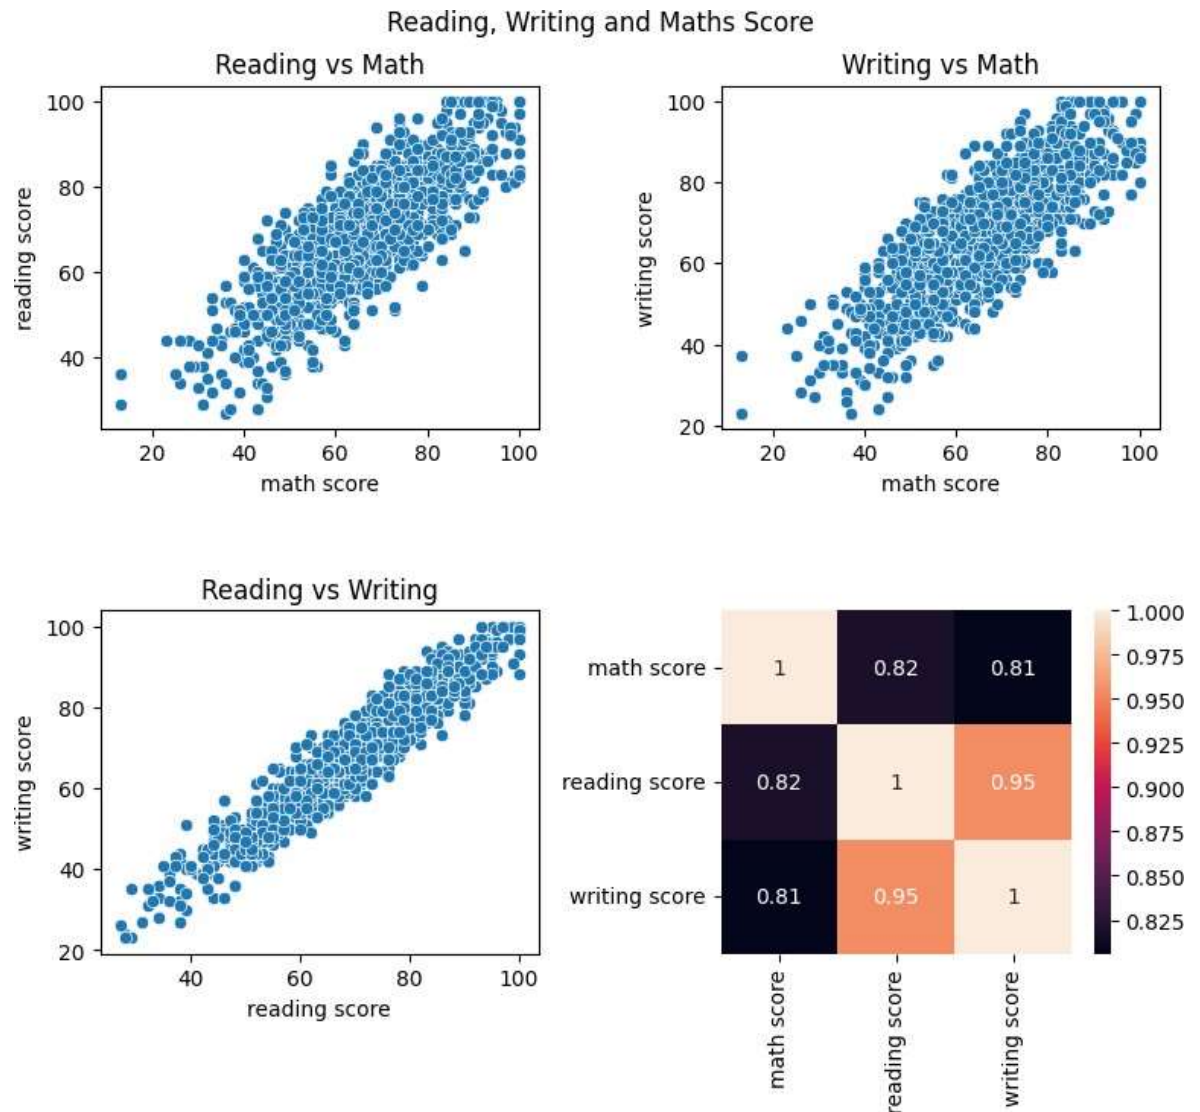 Reading, Writing and Maths Score
Reading vs Math
100
80
60
40
reading score
20 40 60 80 100
math score
Writing vs Math
100
80
60
40
20
writing score
20 40 60 80 100
math score
Reading vs Writing
100
80
60
40
20
writing score
40 60 80 100
reading score
math score 1 0.82 0.81
reading score 0.82 1 0.95
writing score 0.81 0.95 1
math score
reading score
writing score
1.000
0.975
0.950
0.925
0.900
0.875
0.850
0.825